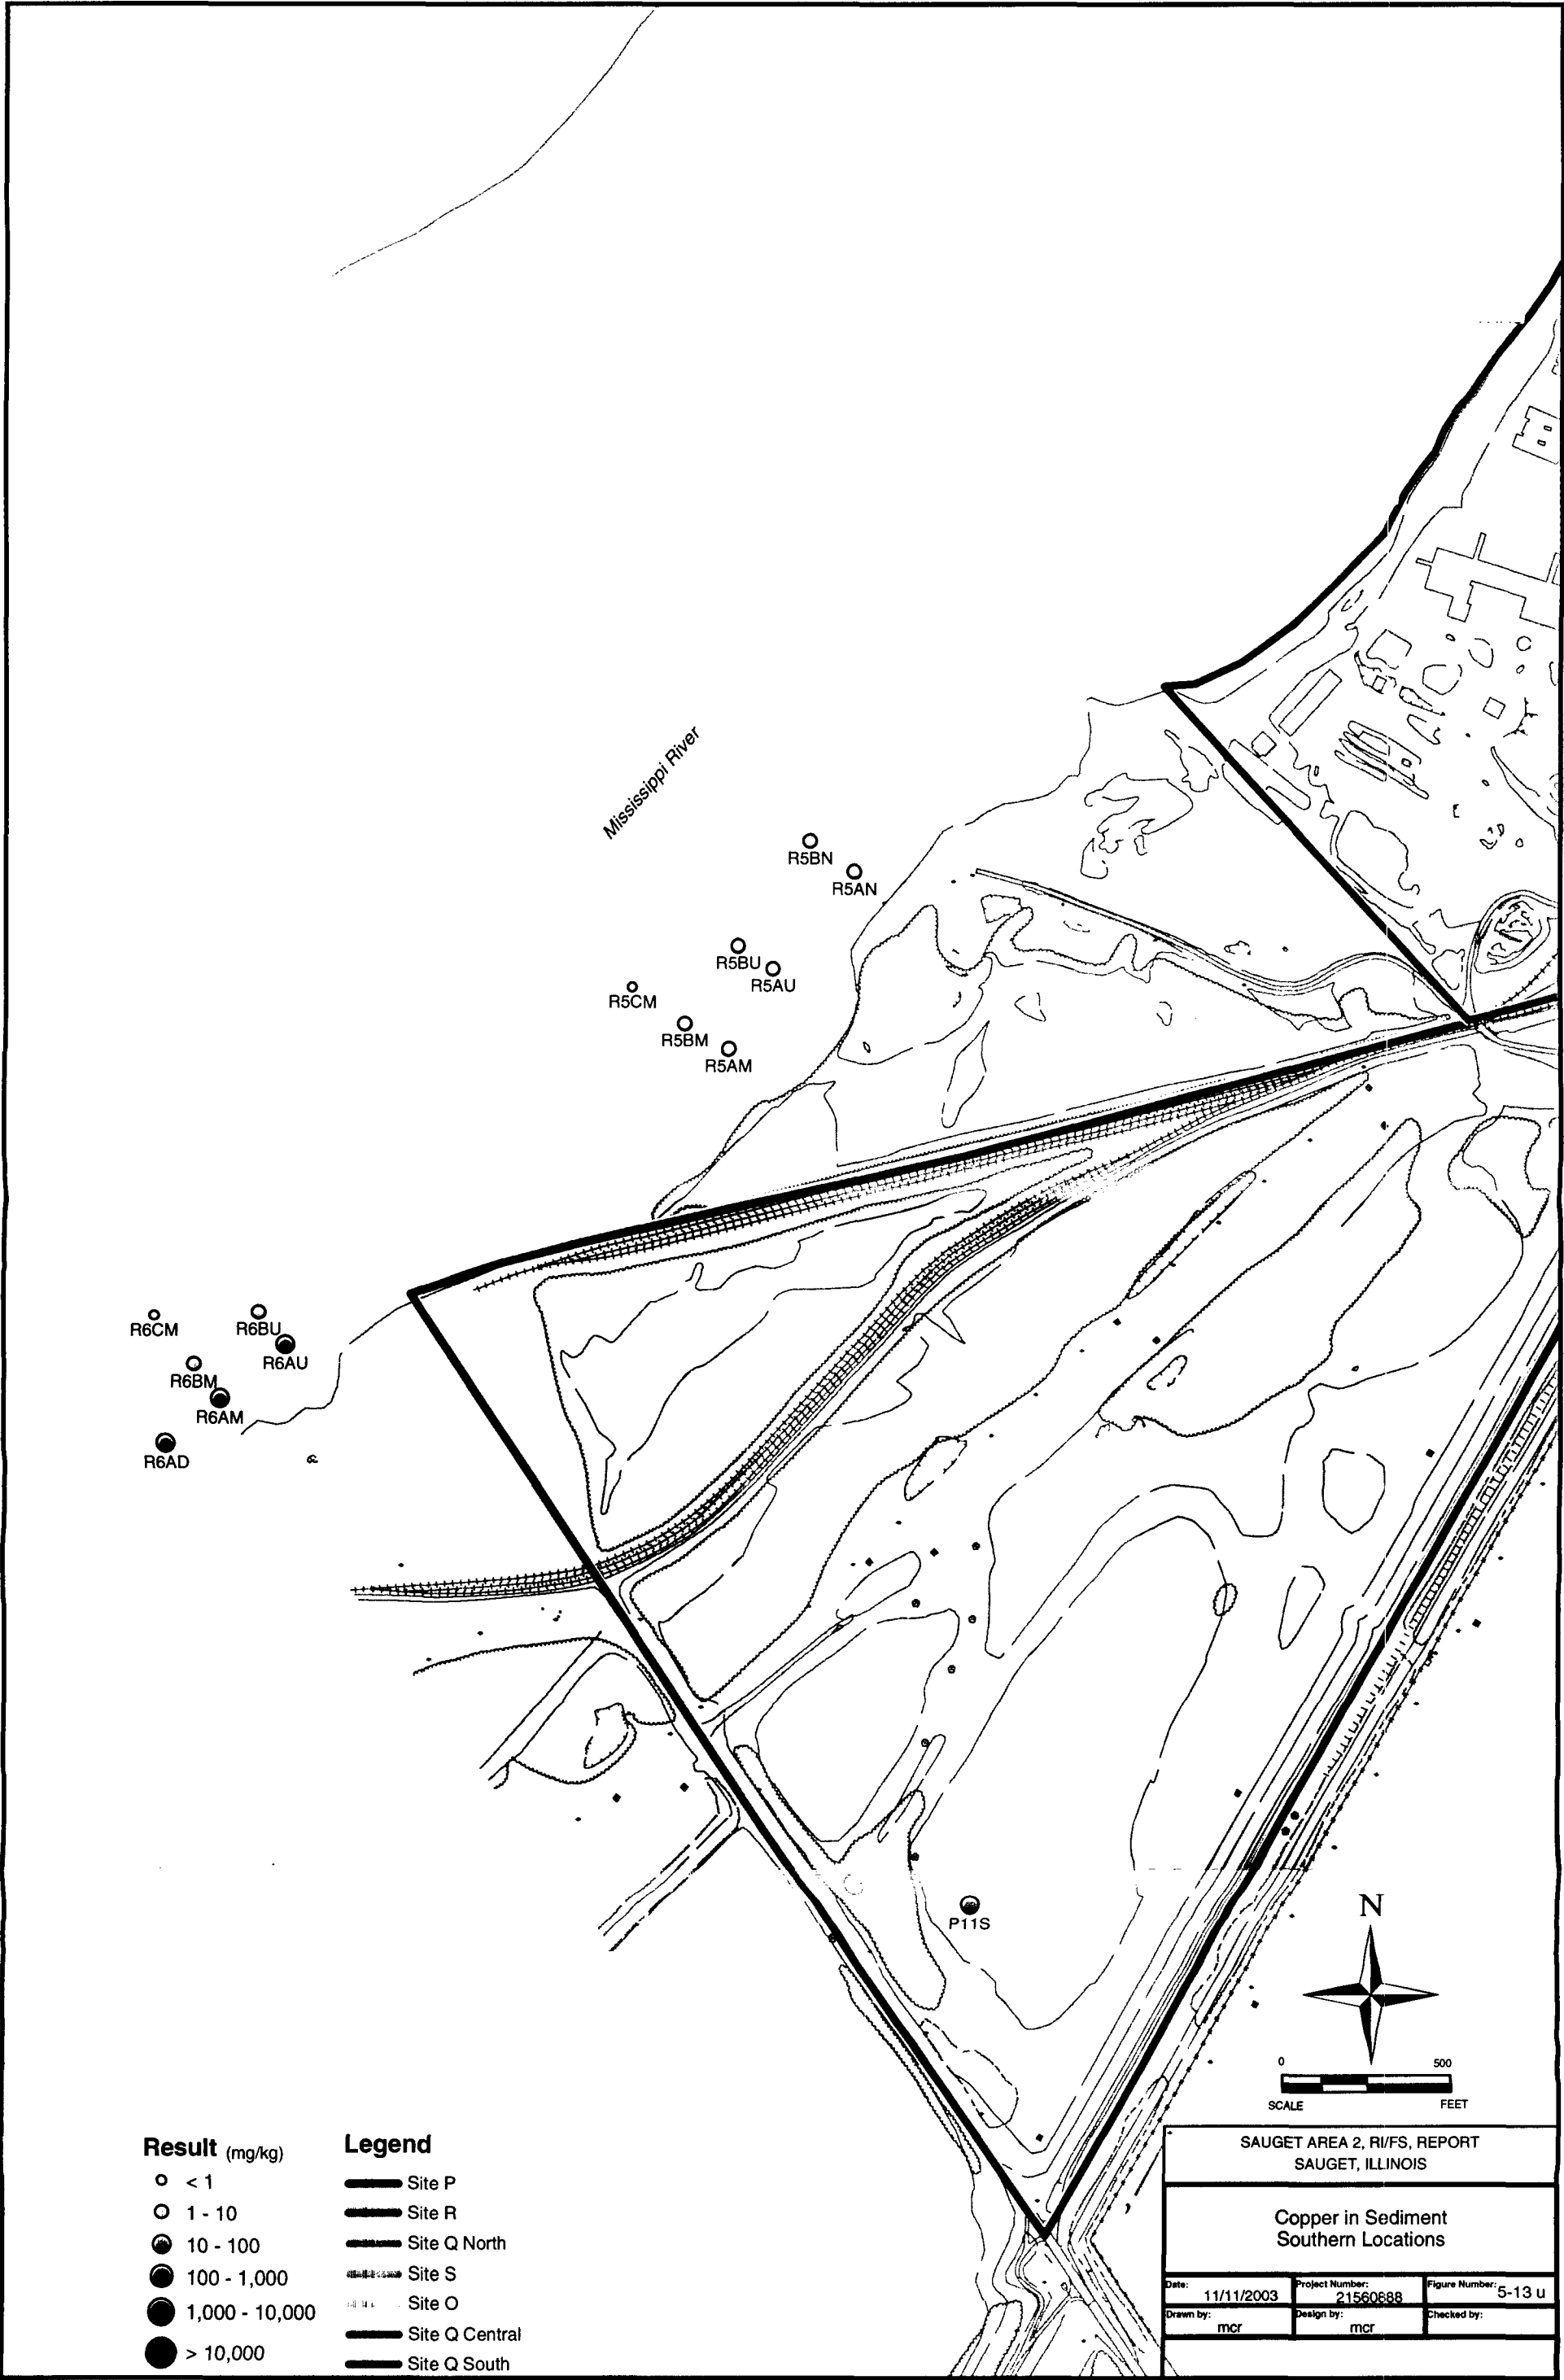 Mississippi River
R5BN
R5AN
R5BU
R5AU
R5CM
R5BM
R5AM
R6CM
R6BU
R6AU
R6BM
R6AM
R6AD
P11S
N
0 500
SCALE FEET
Result (mg/kg)
< 1
1 - 10
10 - 100
100 - 1,000
1,000 - 10,000
> 10,000
Legend
Site P
Site R
Site Q North
Site S
Site O
Site Q Central
Site Q South
SAUGET AREA 2, RI/FS, REPORT
SAUGET, ILLINOIS
Copper in Sediment
Southern Locations
Date: 11/11/2003
Project Number: 21560888
Figure Number: 5-13 u
Drawn by: mcr
Design by: mcr
Checked by: